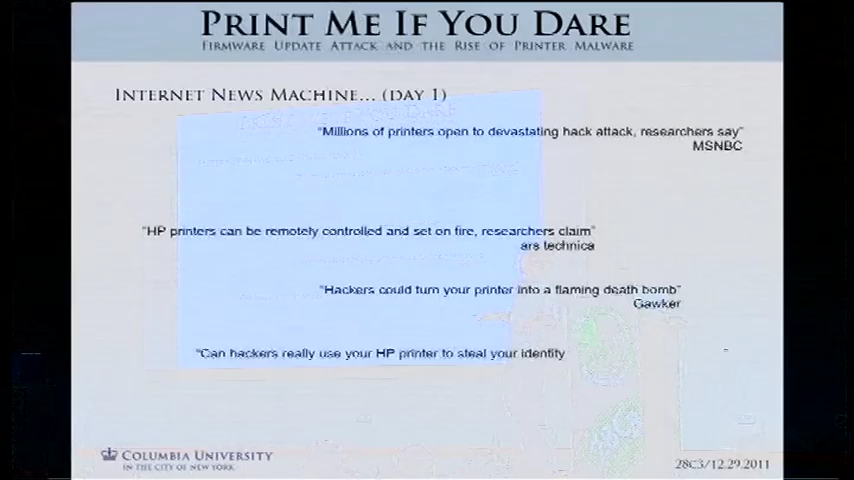 PRINT ME IF YOU DARE
FIRMWARE UPDATE ATTACK AND THE RISE OF PRINTER MALWARE
INTERNET NEWS MACHINE... (DAY 1)
"Millions of printers open to devastating hack attack, researchers say"
MSNBC
"HP printers can be remotely controlled and set on fire, researchers claim"
ars technica
"Hackers could turn your printer into a flaming death bomb"
Gawker
"Can hackers really use your HP printer to steal your identity
COLUMBIA UNIVERSITY
IN THE CITY OF NEW YORK
28C3/12.29.2011